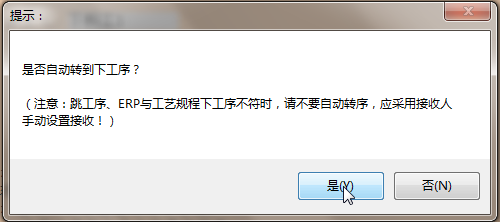 提示：
是否自动转到下工序？
（注意：跳工序、ERP与工艺规程下工序不符时，请不要自动转序，应采用接收人
手动设置接收！）
是(Y)
否(N)